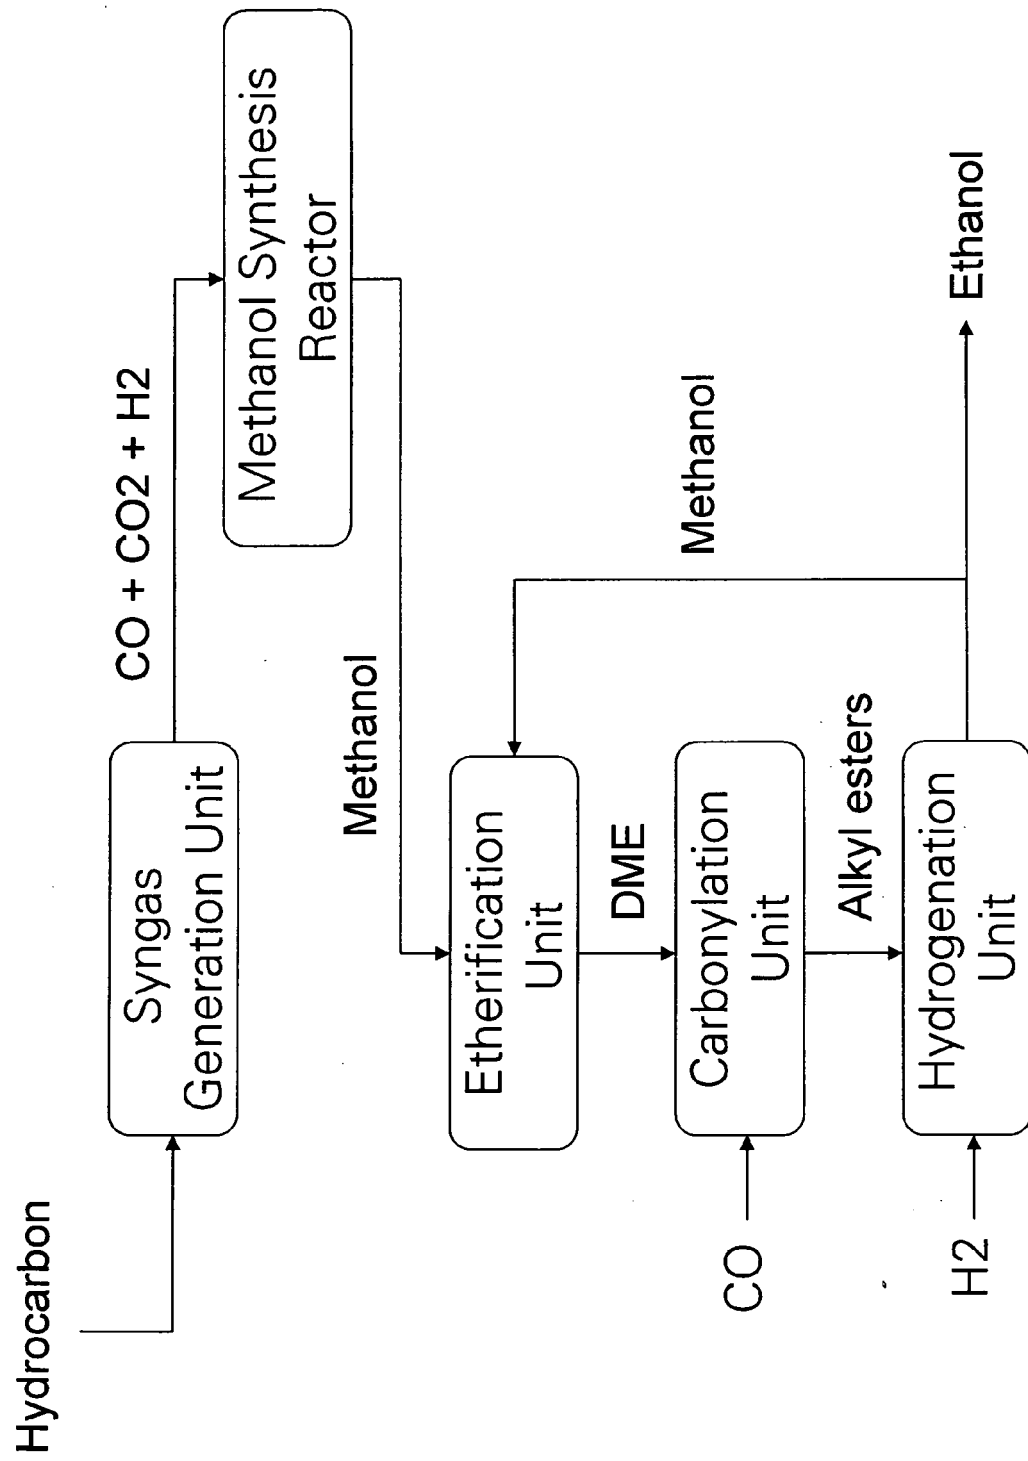 Hydrocarbon
Syngas
Generation Unit
CO + CO2 + H2
Methanol Synthesis
Reactor
Methanol
Etherification
Unit
DME
Methanol
CO
Carbonylation
Unit
Alkyl esters
H2
Hydrogenation
Unit
Ethanol